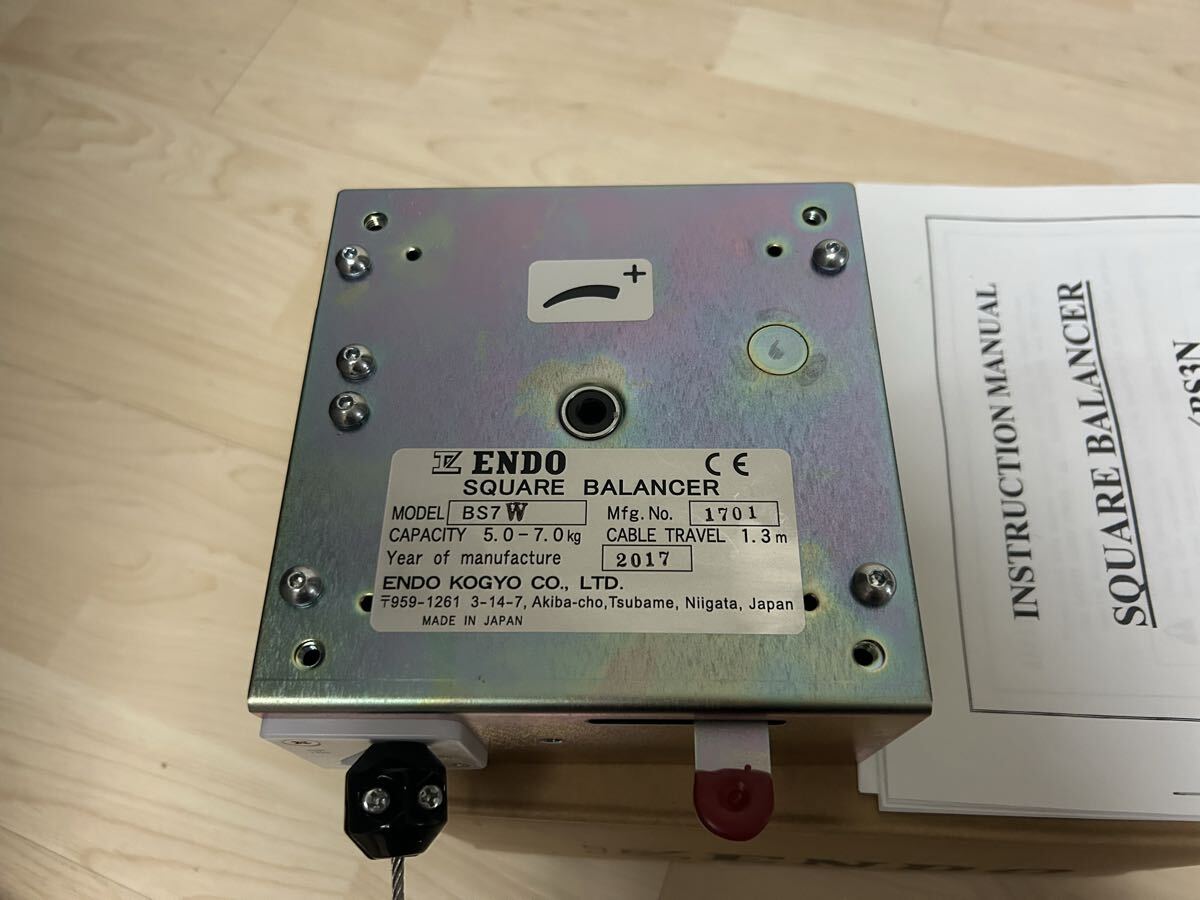 +
ENDO CE
SQUARE BALANCER
MODEL BS7W Mfg. No. 1701
CAPACITY 5.0-7.0kg CABLE TRAVEL 1.3m
Year of manufacture 2017
ENDO KOGYO CO., LTD.
〒959-1261 3-14-7, Akiba-cho, Tsubame, Niigata, Japan
MADE IN JAPAN
INSTRUCTION MANUAL
SQUARE BALANCER
/BS3N
ENDO